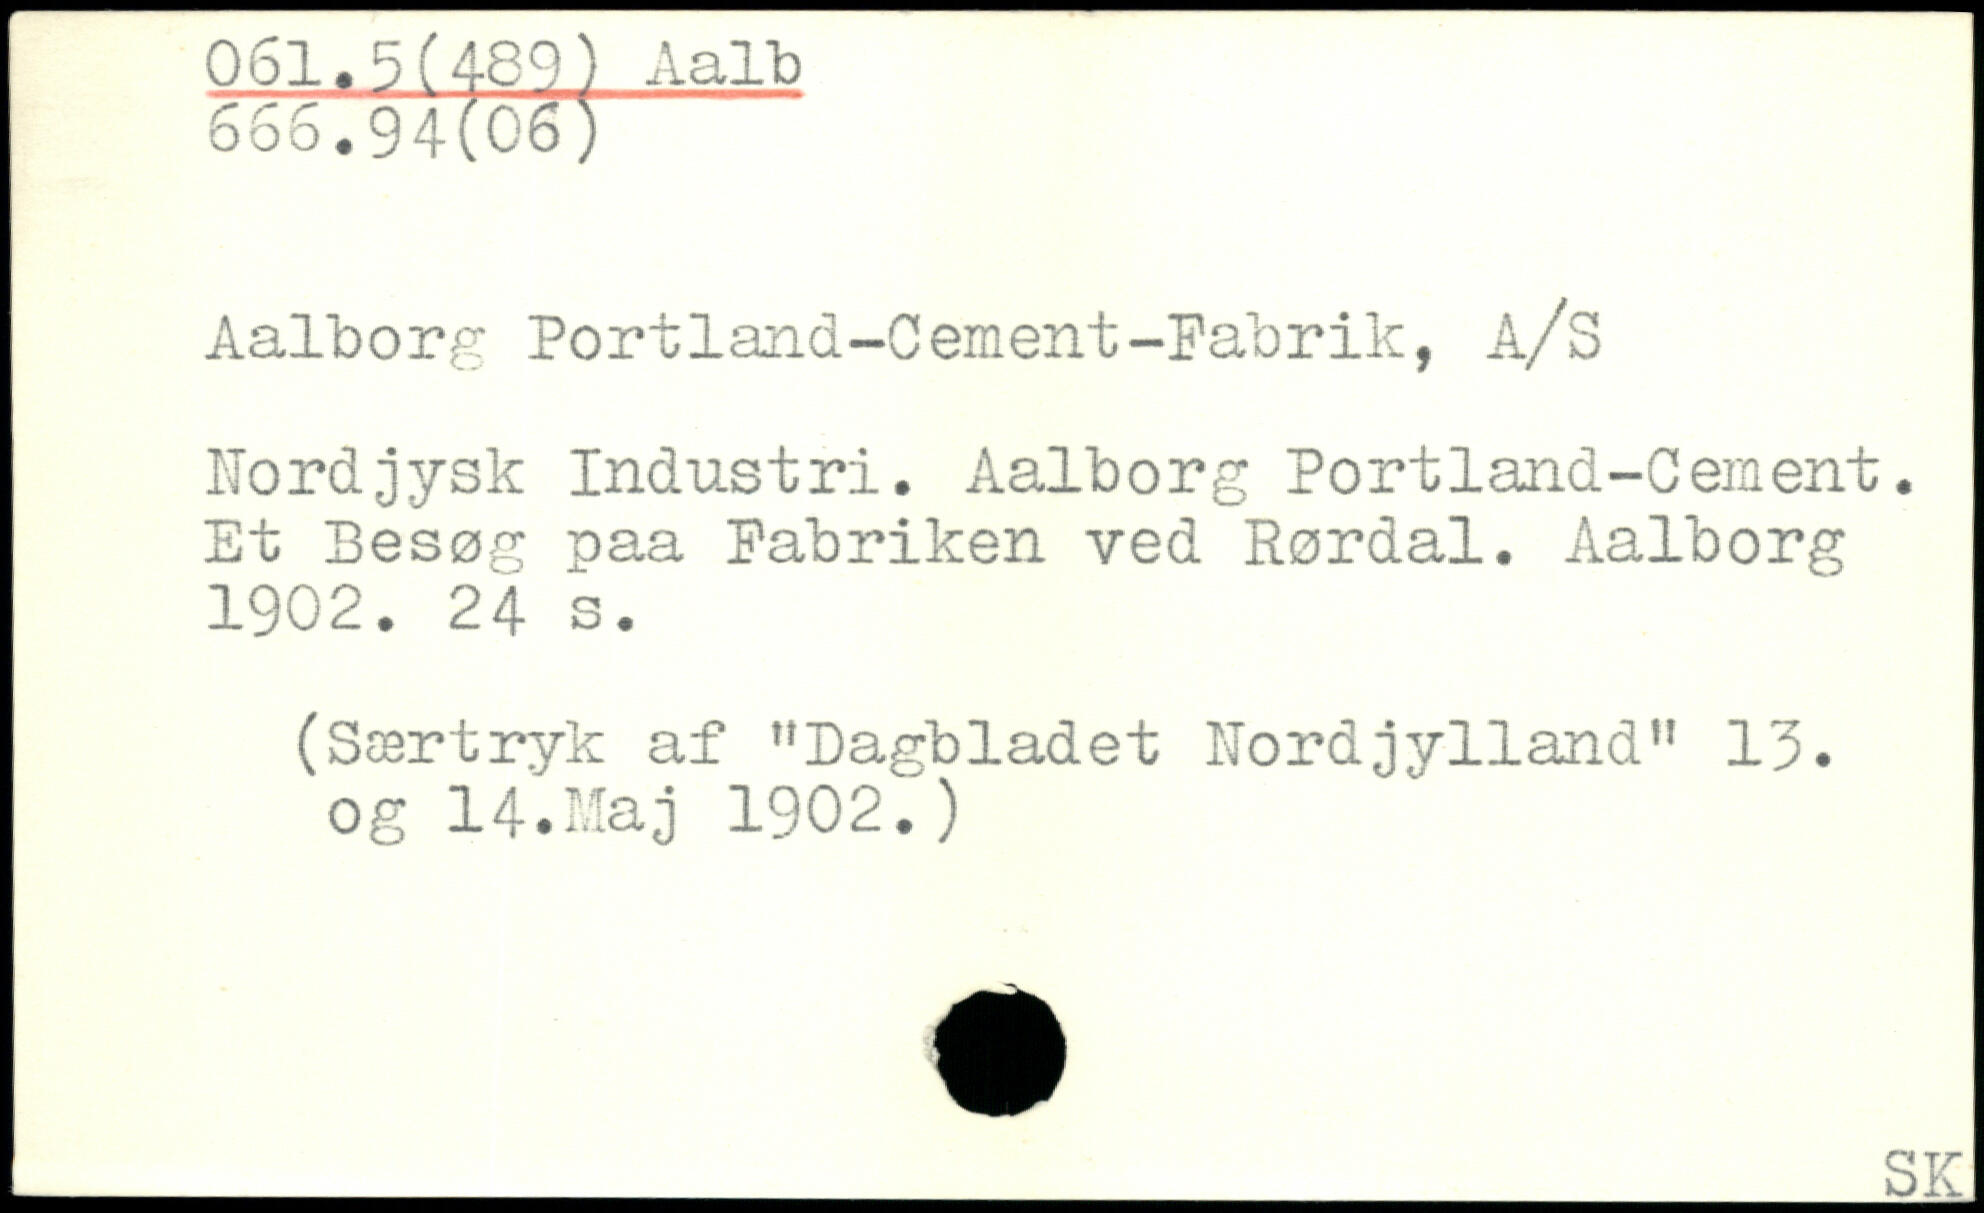 061.5(489) Aalb
666.94(06)
Aalborg Portland-Cement-Fabrik, A/S
Nordjysk Industri. Aalborg Portland-Cement.
Et Besøg paa Fabriken ved Rørdal. Aalborg
1902. 24 s.
(Særtryk af "Dagbladet Nordjylland" 13.
og 14.Maj 1902.)
SK